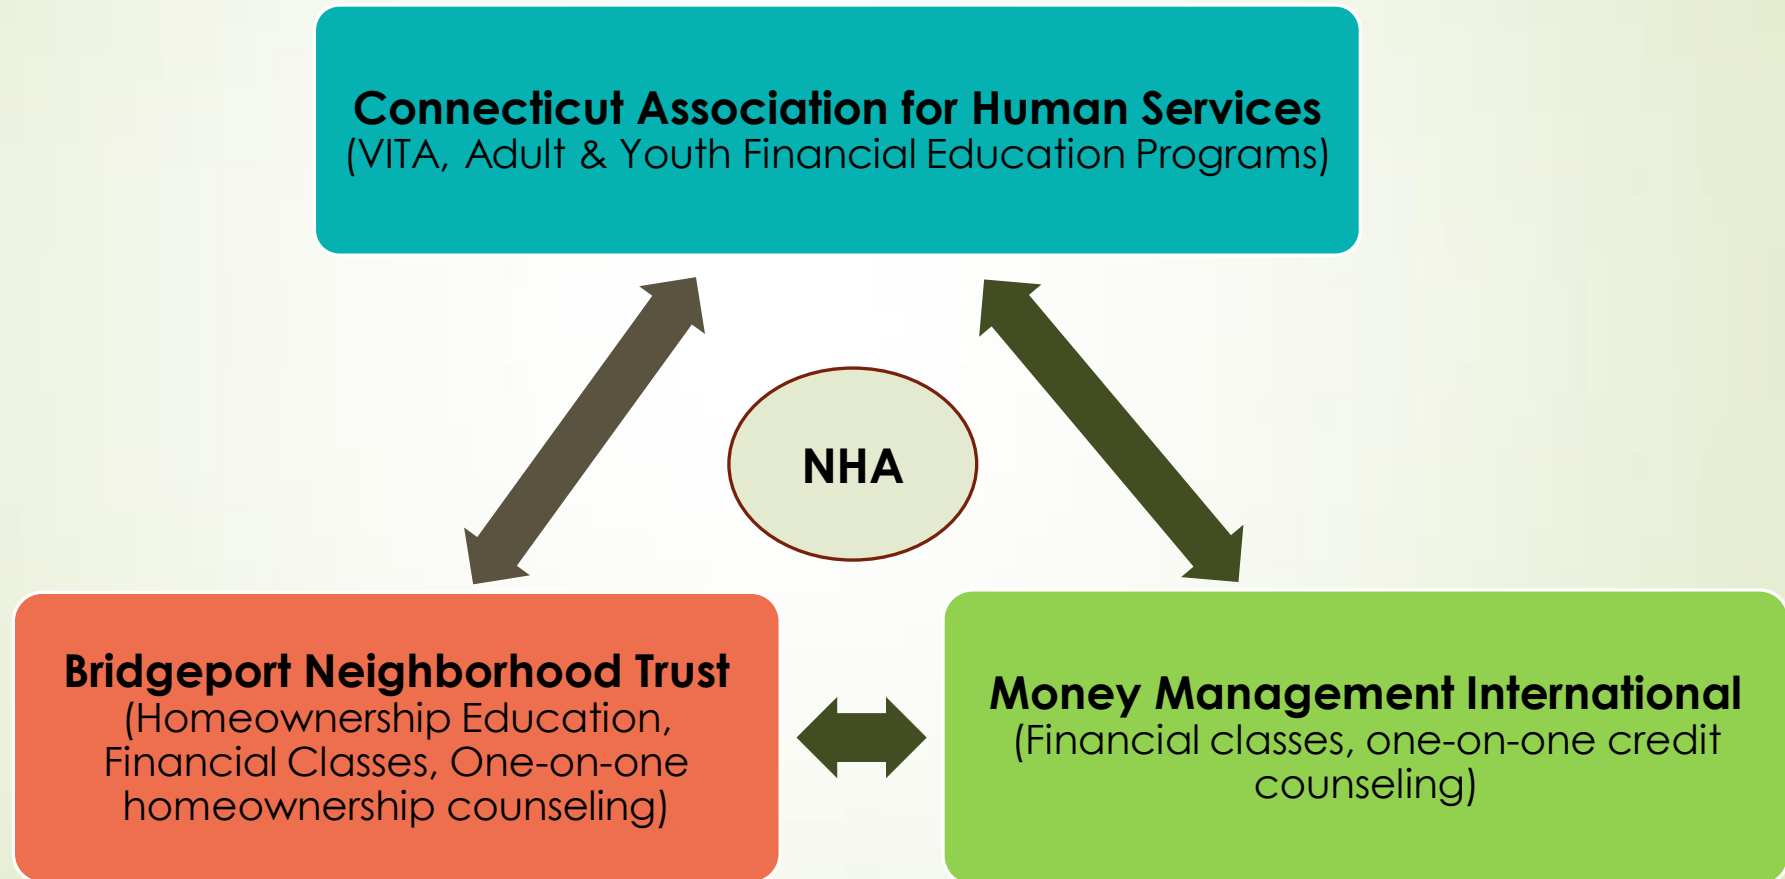 Connecticut Association for Human Services
(VITA, Adult & Youth Financial Education Programs)
NHA
Bridgeport Neighborhood Trust
(Homeownership Education,
Financial Classes, One-on-one
homeownership counseling)
Money Management International
(Financial classes, one-on-one credit
counseling)